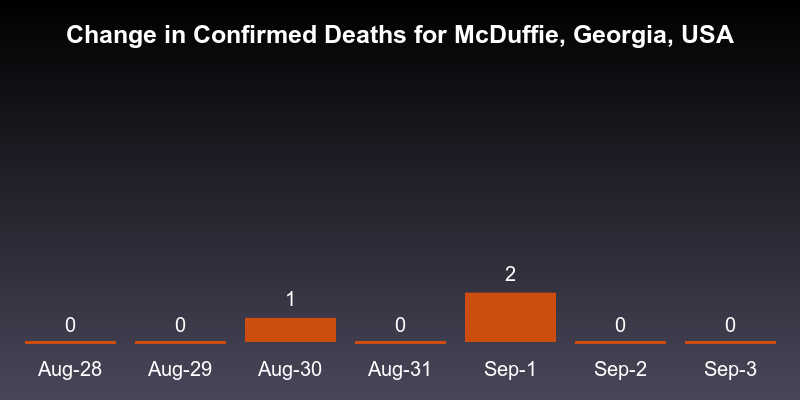 Change in Confirmed Deaths for McDuffie, Georgia, USA
0 0 1 0 2 0 0
Aug-28 Aug-29 Aug-30 Aug-31 Sep-1 Sep-2 Sep-3